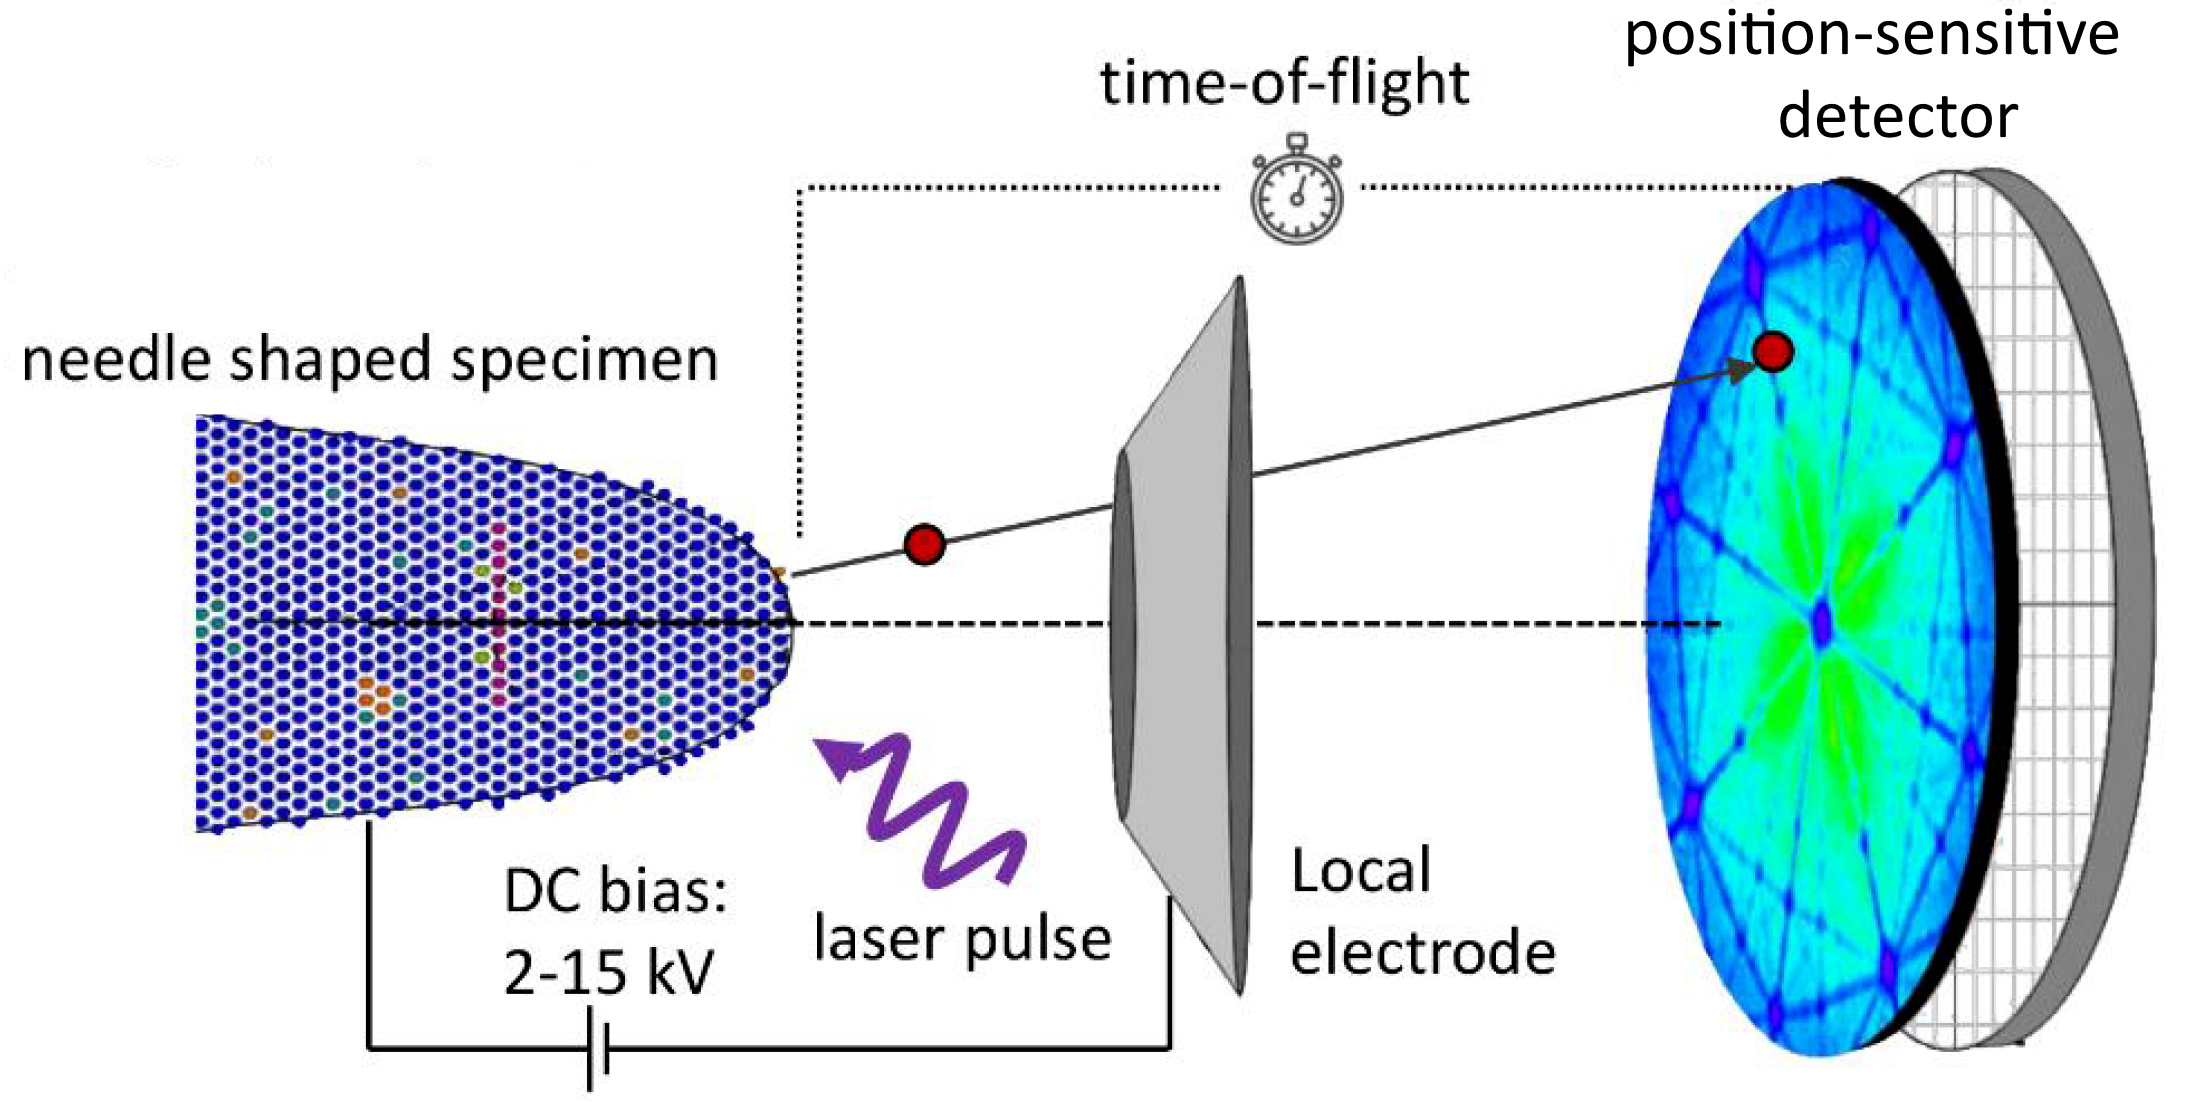 position-sensitive
detector
time-of-flight
needle shaped specimen
DC bias:
2-15 kV
laser pulse
Local
electrode